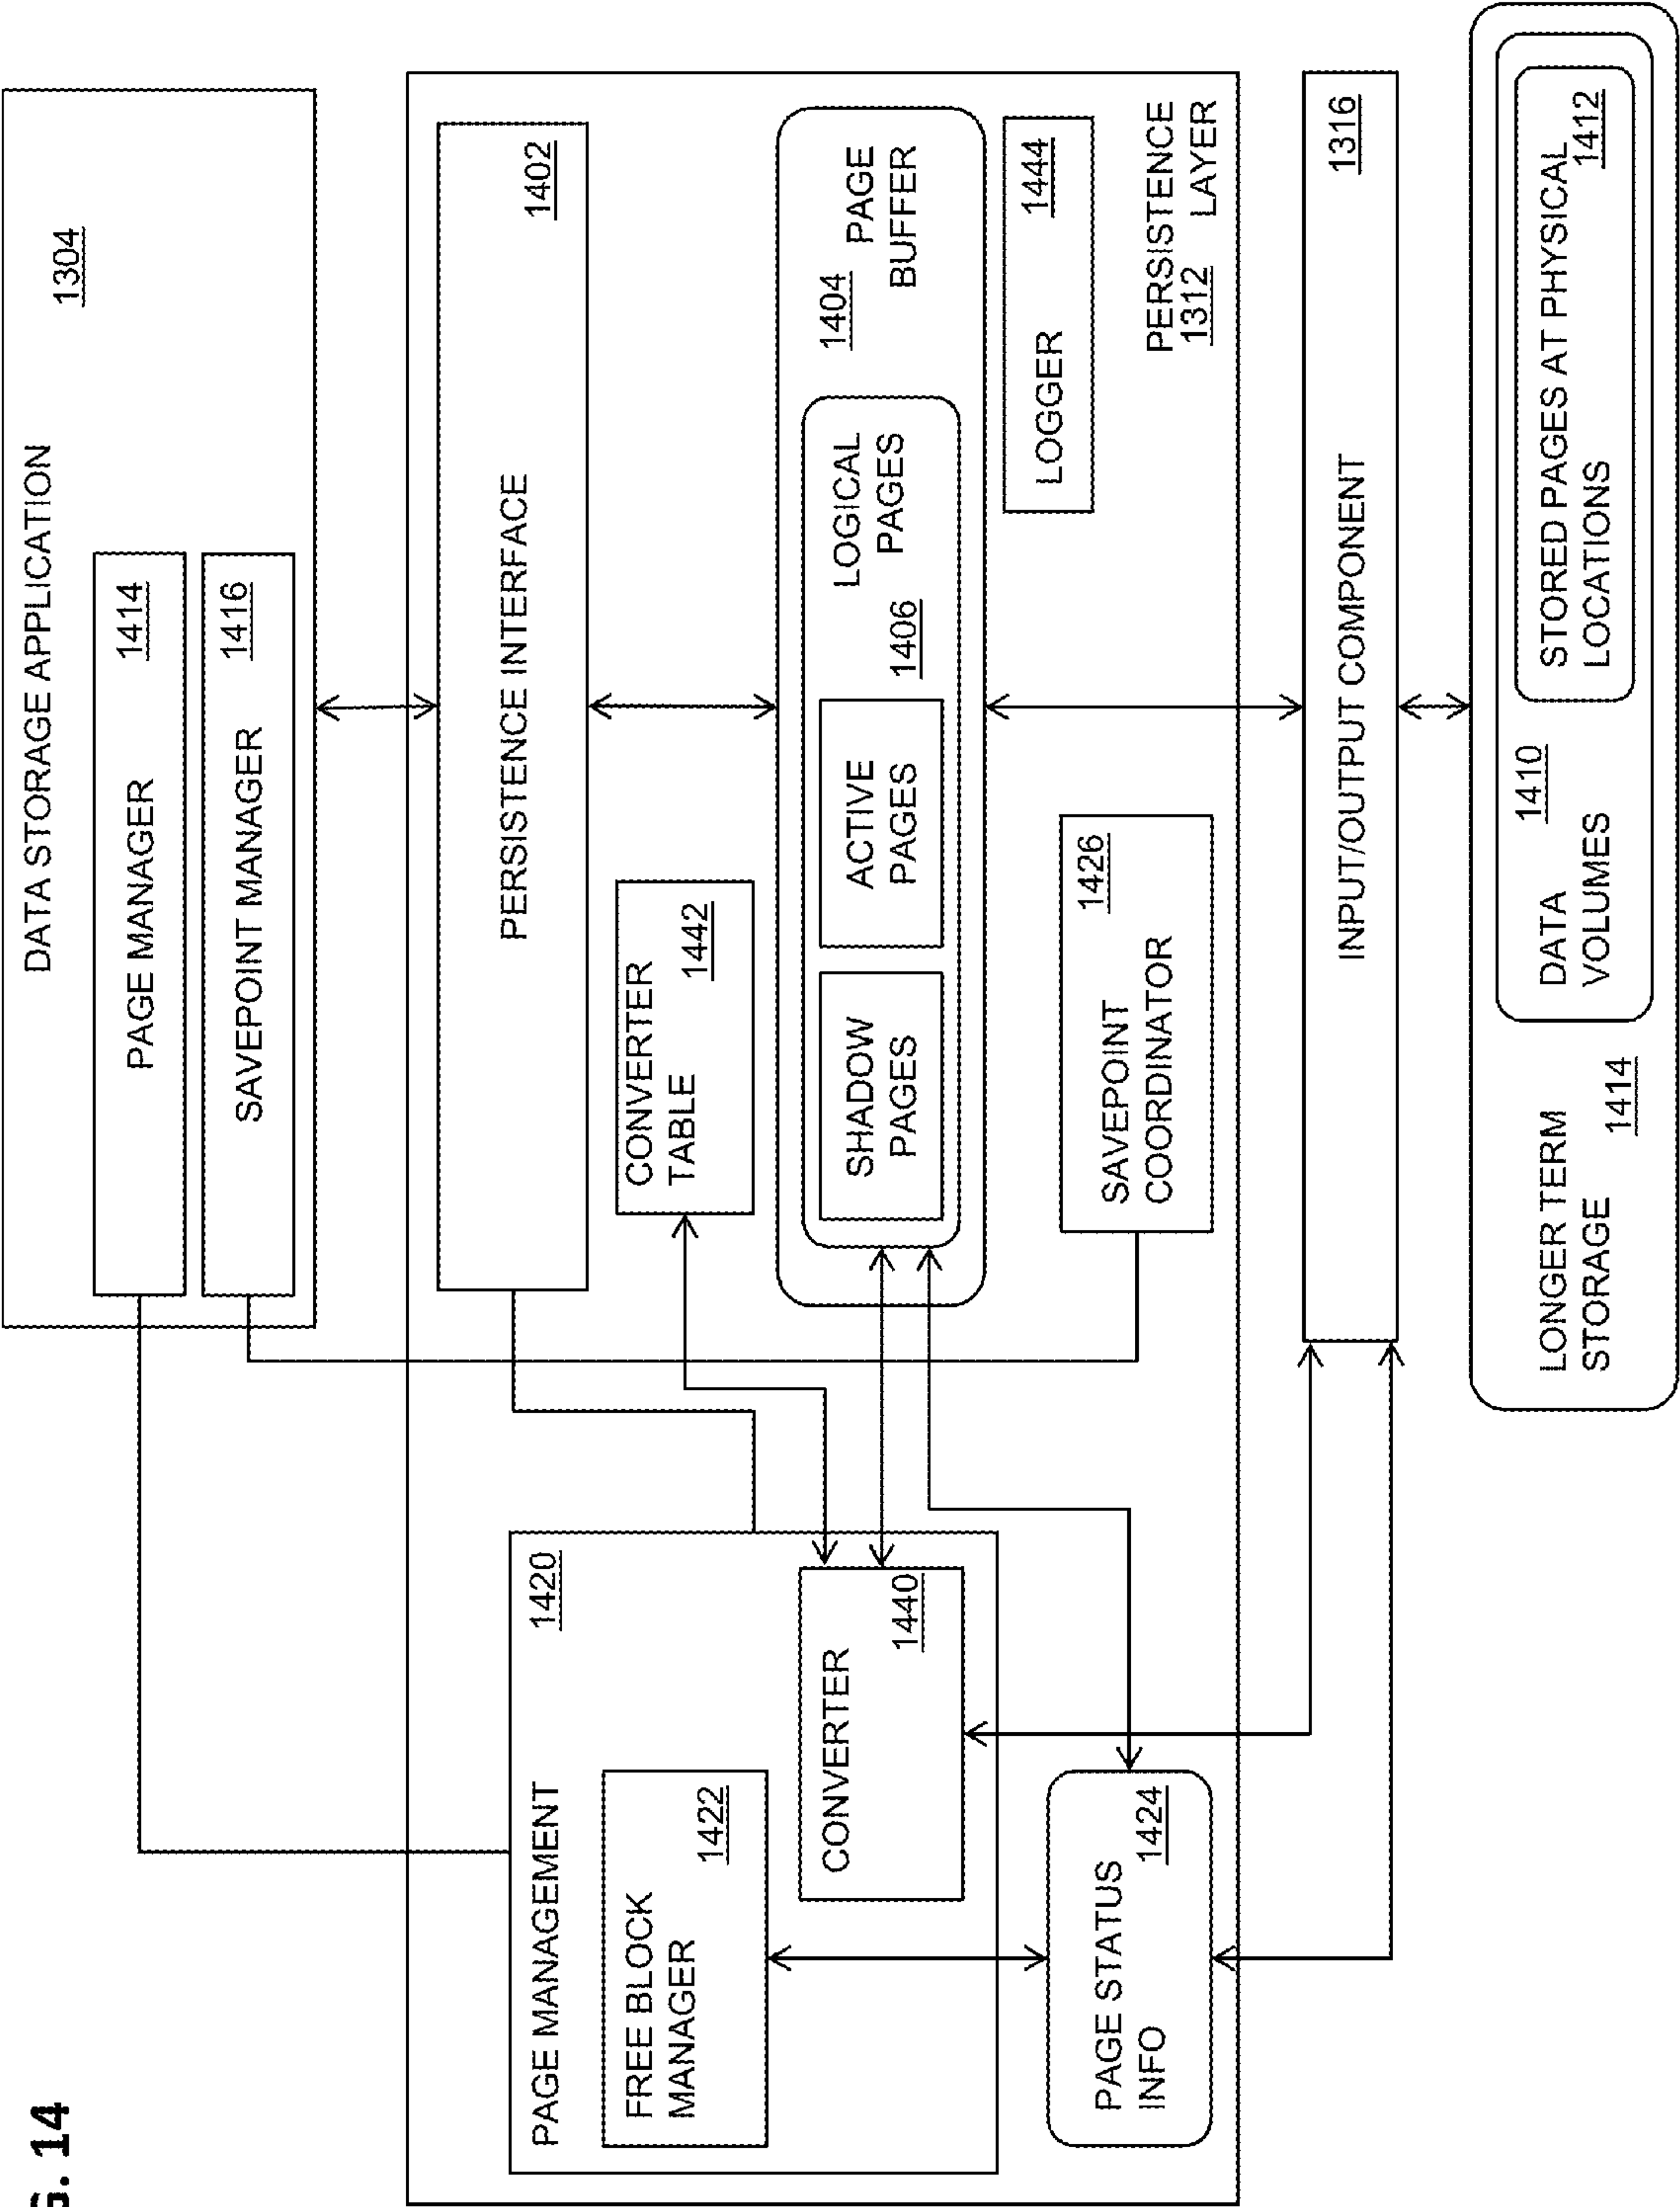 G. 14
DATA STORAGE APPLICATION
1304
PAGE MANAGER
1414
SAVEPOINT MANAGER
1416
PERSISTENCE INTERFACE
1402
PAGE MANAGEMENT
1420
FREE BLOCK
MANAGER
1422
CONVERTER
TABLE
1442
CONVERTER
1440
1404
PAGE
BUFFER
LOGICAL
PAGES
1406
SHADOW
PAGES
ACTIVE
PAGES
LOGGER
1444
PAGE STATUS
INFO
1424
SAVEPOINT
COORDINATOR
1426
PERSISTENCE
1312 LAYER
INPUT/OUTPUT COMPONENT
1316
LONGER TERM
STORAGE
1414
DATA
VOLUMES
1410
STORED PAGES AT PHYSICAL
LOCATIONS
1412